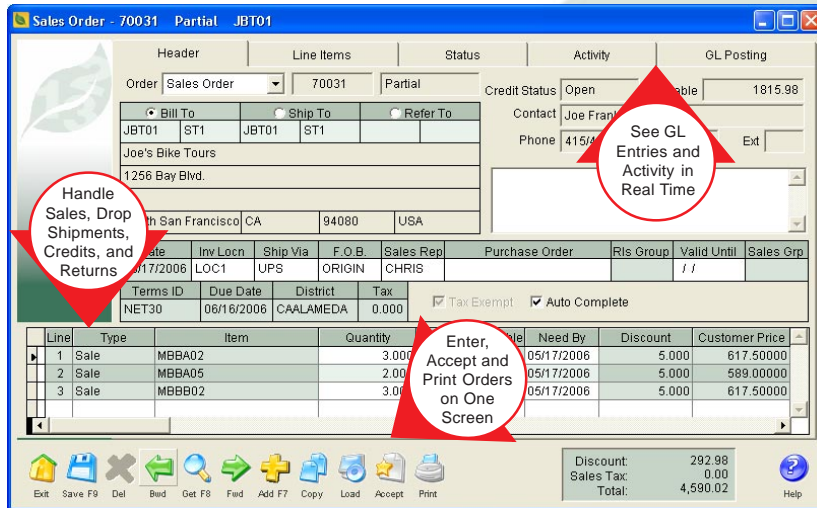 Sales Order - 70031 Partial JBT01
Header Line Items Status Activity GL Posting
Order Sales Order 70031 Partial
Credit Status Open 1815.98
Bill To Ship To Refer To
Contact Joe
JBT01 ST1 JBT01 ST1
Phone 415/4 Ext
Joe's Bike Tours
1256 Bay Blvd.
San Francisco CA 94080 USA
See GL
Entries and
Activity in
Real Time
Handle
Sales, Drop
Shipments,
Credits, and
Returns
Inv Locn Ship Via F.O.B. Sales Rep Purchase Order Rls Group Valid Until Sales Grp
/17/2006 LOC1 UPS ORIGIN CHRIS / /
Terms ID Due Date District Tax
NET30 06/16/2006 CAALAMEDA 0.000
Tax Exempt Auto Complete
Line Type Item Quantity Need By Discount Customer Price
1 Sale MBBA02 3.000 05/17/2006 5.000 617.50000
2 Sale MBBA05 2.00 05/17/2006 5.000 589.00000
3 Sale MBBB02 3.00 05/17/2006 5.000 617.50000
Enter,
Accept and
Print Orders
on One
Screen
Exit Save F9 Del Bwd Get F8 Fwd Add F7 Copy Load Accept Print
Discount: 292.98
Sales Tax: 0.00
Total: 4,590.02
Help